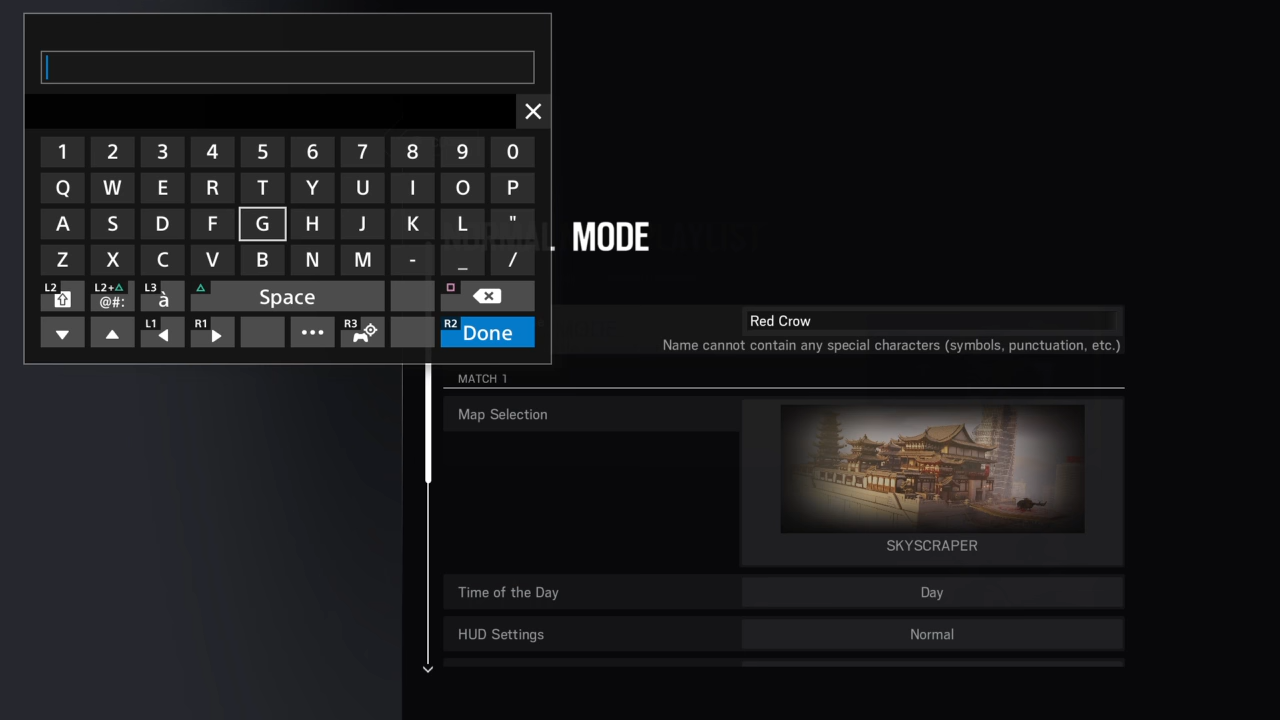 1 2 3 4 5 6 7 8 9 0
Q W E R T Y U I O P
A S D F G H J K L "
Z X C V B N M - _ /
L2 L2+△ @#: L3 à △ Space
L1 R1 ... R3 R2 Done
NORMAL MODE
Red Crow
Name cannot contain any special characters (symbols, punctuation, etc.)
MATCH 1
Map Selection
SKYSCRAPER
Time of the Day
Day
HUD Settings
Normal